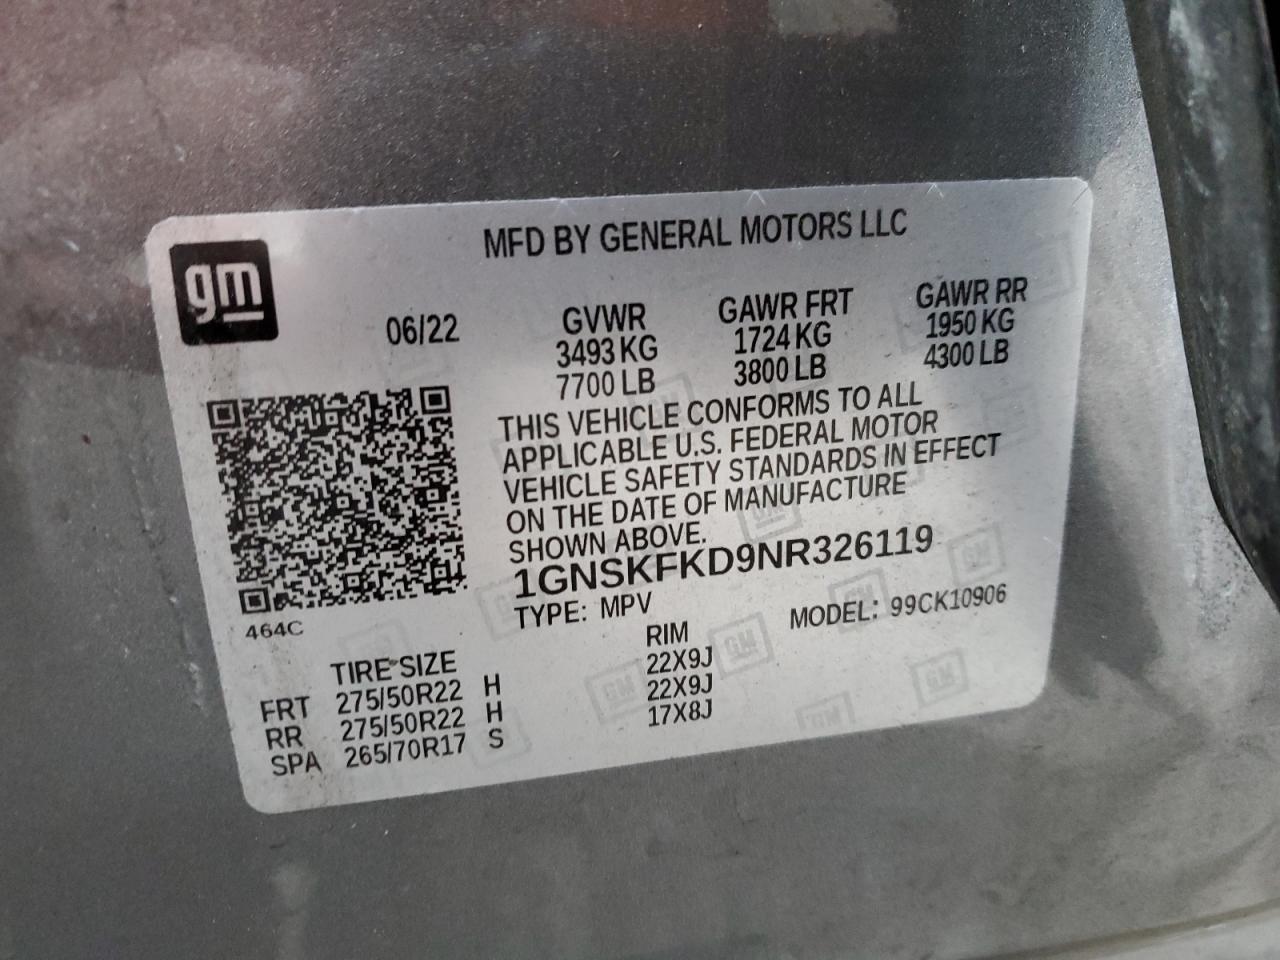 MFD BY GENERAL MOTORS LLC
gm
06/22 GVWR GAWR FRT GAWR RR
3493 KG 1724 KG 1950 KG
7700 LB 3800 LB 4300 LB
THIS VEHICLE CONFORMS TO ALL
APPLICABLE U.S. FEDERAL MOTOR
VEHICLE SAFETY STANDARDS IN EFFECT
ON THE DATE OF MANUFACTURE
SHOWN ABOVE.
1GNSKFKD9NR326119
TYPE: MPV MODEL: 99CK10906
464C
TIRE SIZE RIM
FRT 275/50R22 H 22X9J
RR 275/50R22 H 22X9J
SPA 265/70R17 S 17X8J